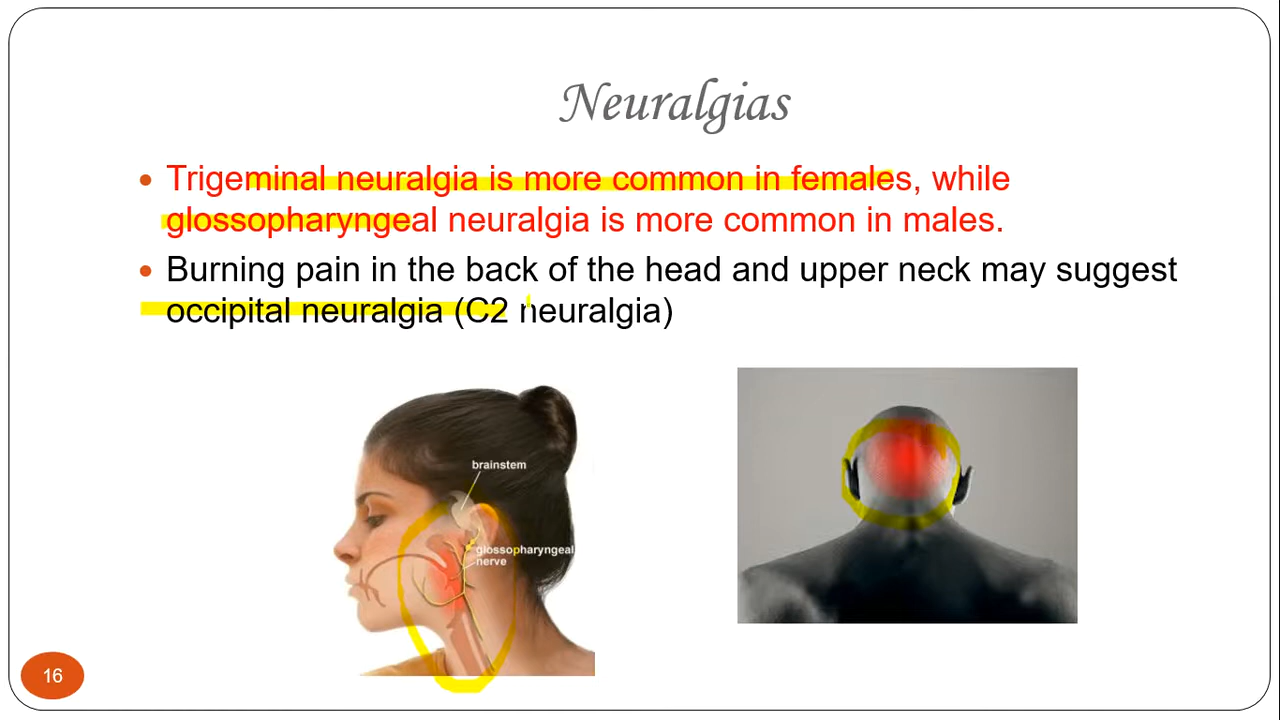 Neuralgias
• Trigeminal neuralgia is more common in females, while
glossopharyngeal neuralgia is more common in males.
• Burning pain in the back of the head and upper neck may suggest
occipital neuralgia (C2 neuralgia)
brainstem
glossopharyngeal
nerve
16